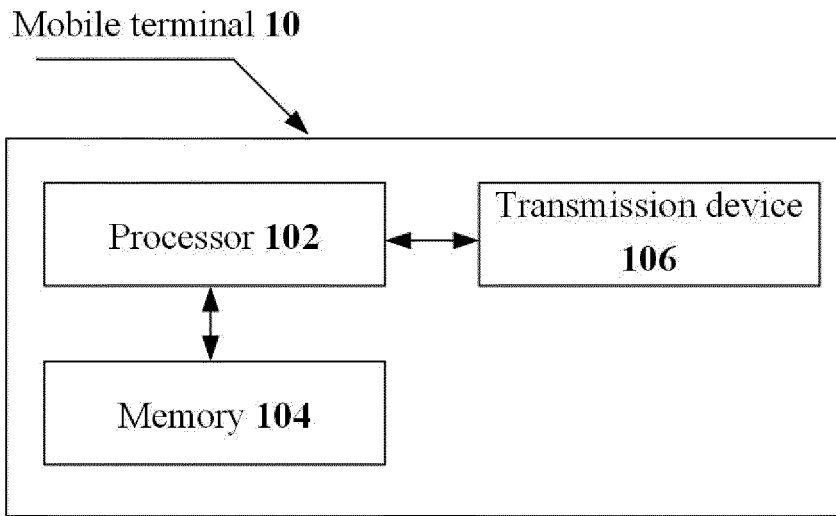 Mobile terminal 10
Processor 102
Transmission device
106
Memory 104